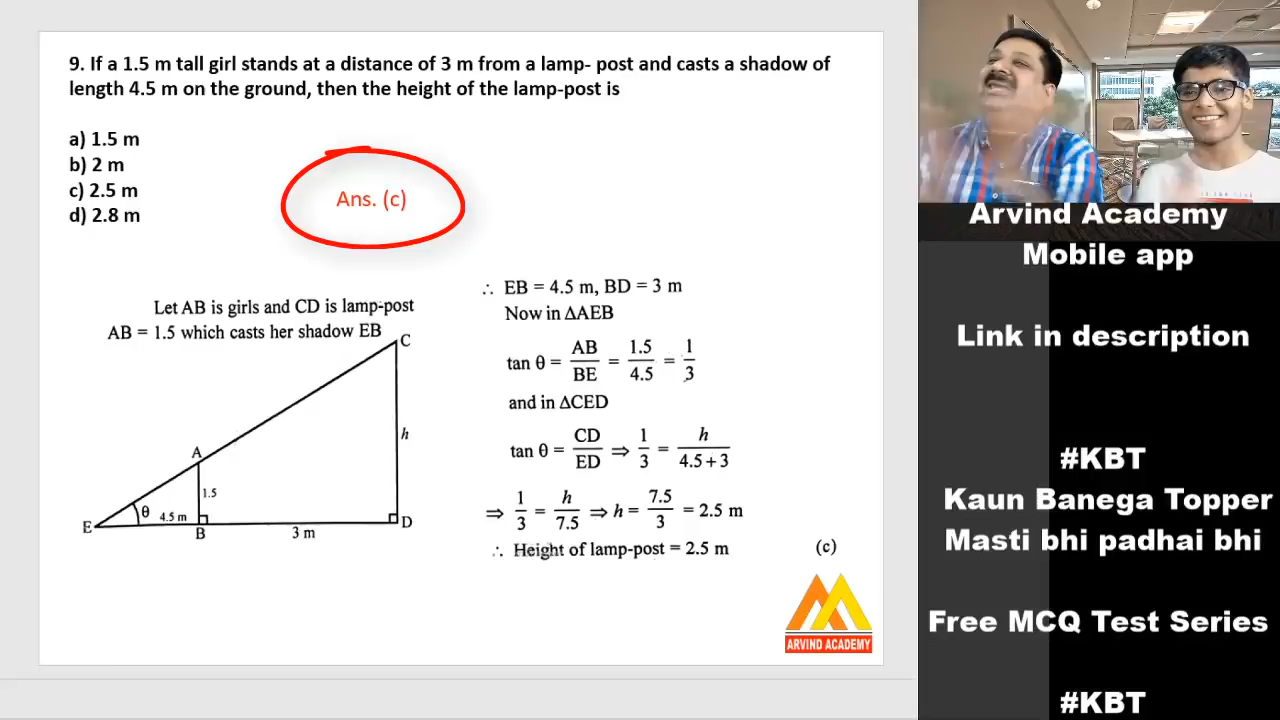 9. If a 1.5 m tall girl stands at a distance of 3 m from a lamp- post and casts a shadow of
length 4.5 m on the ground, then the height of the lamp-post is
a) 1.5 m
b) 2 m
c) 2.5 m
d) 2.8 m
Ans. (c)
Let AB is girls and CD is lamp-post
AB = 1.5 which casts her shadow EB
C
h
A
1.5
E
θ
4.5 m
B
3 m
D
∴ EB = 4.5 m, BD = 3 m
Now in ΔAEB
tan θ = AB/BE = 1.5/4.5 = 1/3
and in ΔCED
tan θ = CD/ED ⇒ 1/3 = h/(4.5 + 3)
⇒ 1/3 = h/7.5 ⇒ h = 7.5/3 = 2.5 m
∴ Height of lamp-post = 2.5 m (c)
ARVIND ACADEMY
Arvind Academy
Mobile app
Link in description
#KBT
Kaun Banega Topper
Masti bhi padhai bhi
Free MCQ Test Series
#KBT